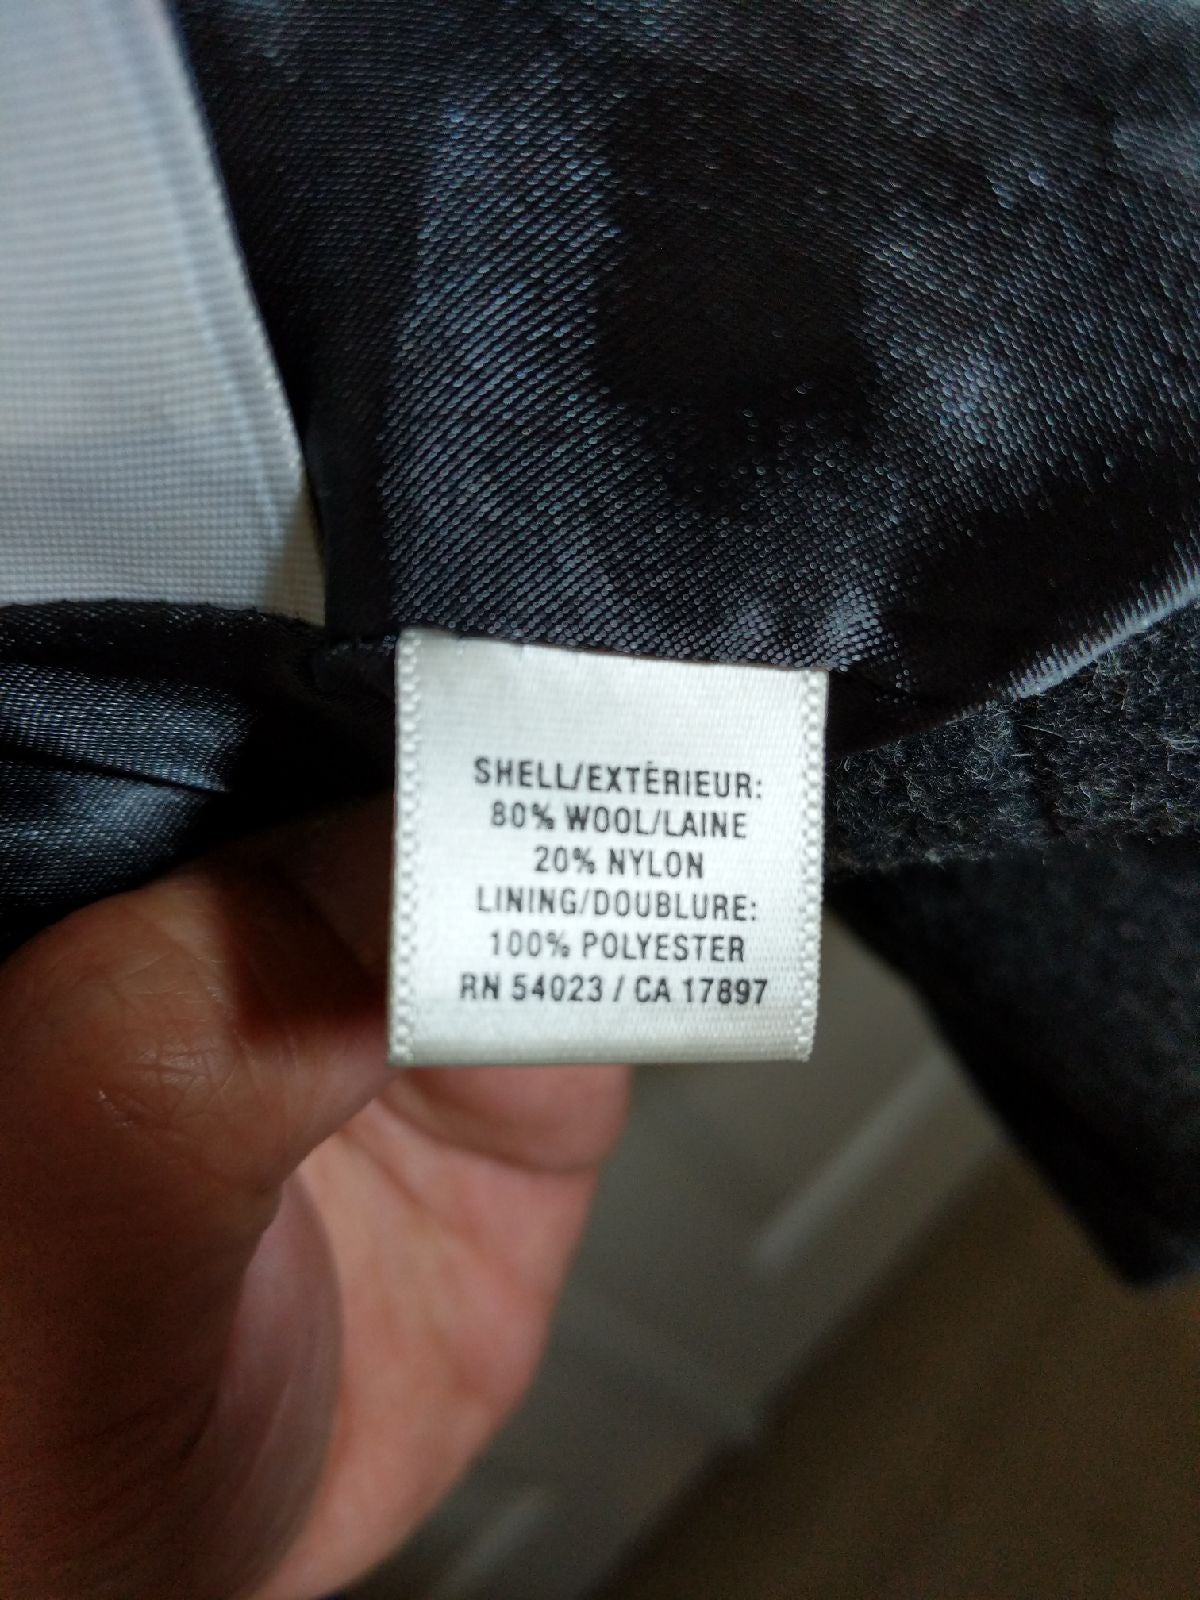 SHELL/EXTÉRIEUR:
80% WOOL/LAINE
20% NYLON
LINING/DOUBLURE:
100% POLYESTER
RN 54023 / CA 17897